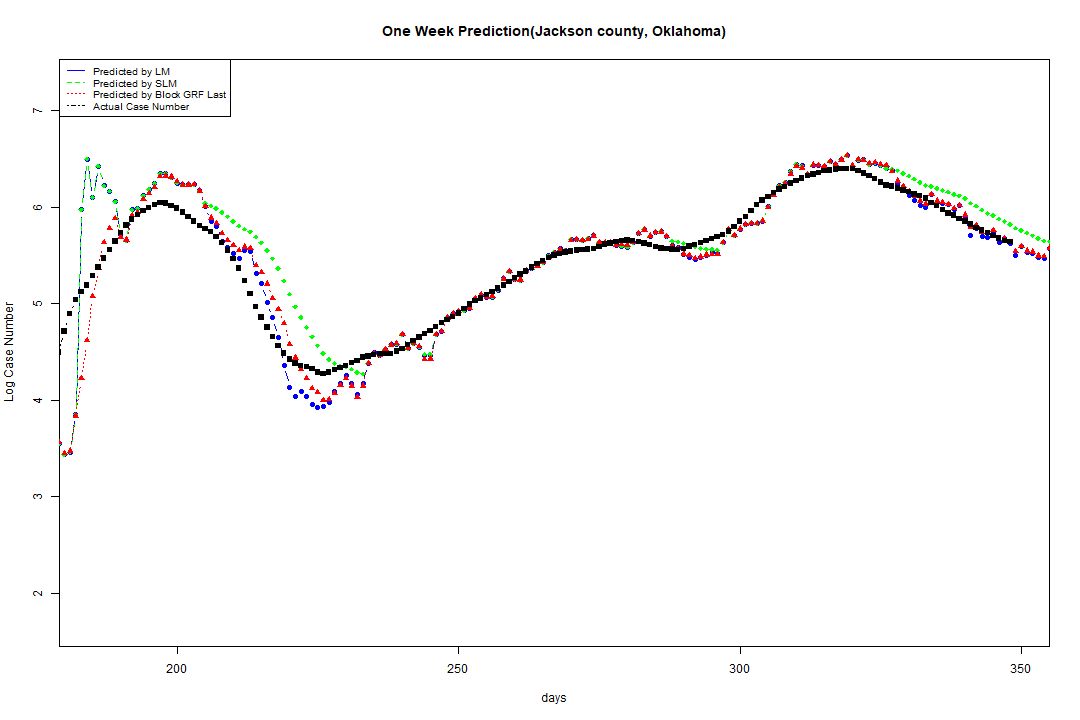 One Week Prediction(Jackson county, Oklahoma)
Predicted by LM
Predicted by SLM
Predicted by Block GRF Last
Actual Case Number
7
6
5
4
3
2
Log Case Number
200
250
300
350
days